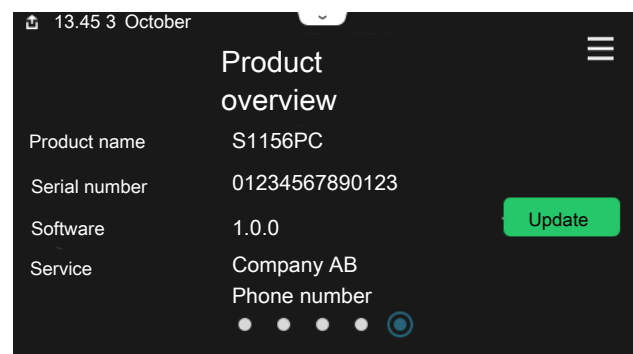 13.45 3 October
Product
overview
Product name S1156PC
Serial number 01234567890123
Software 1.0.0
Update
Service Company AB
Phone number